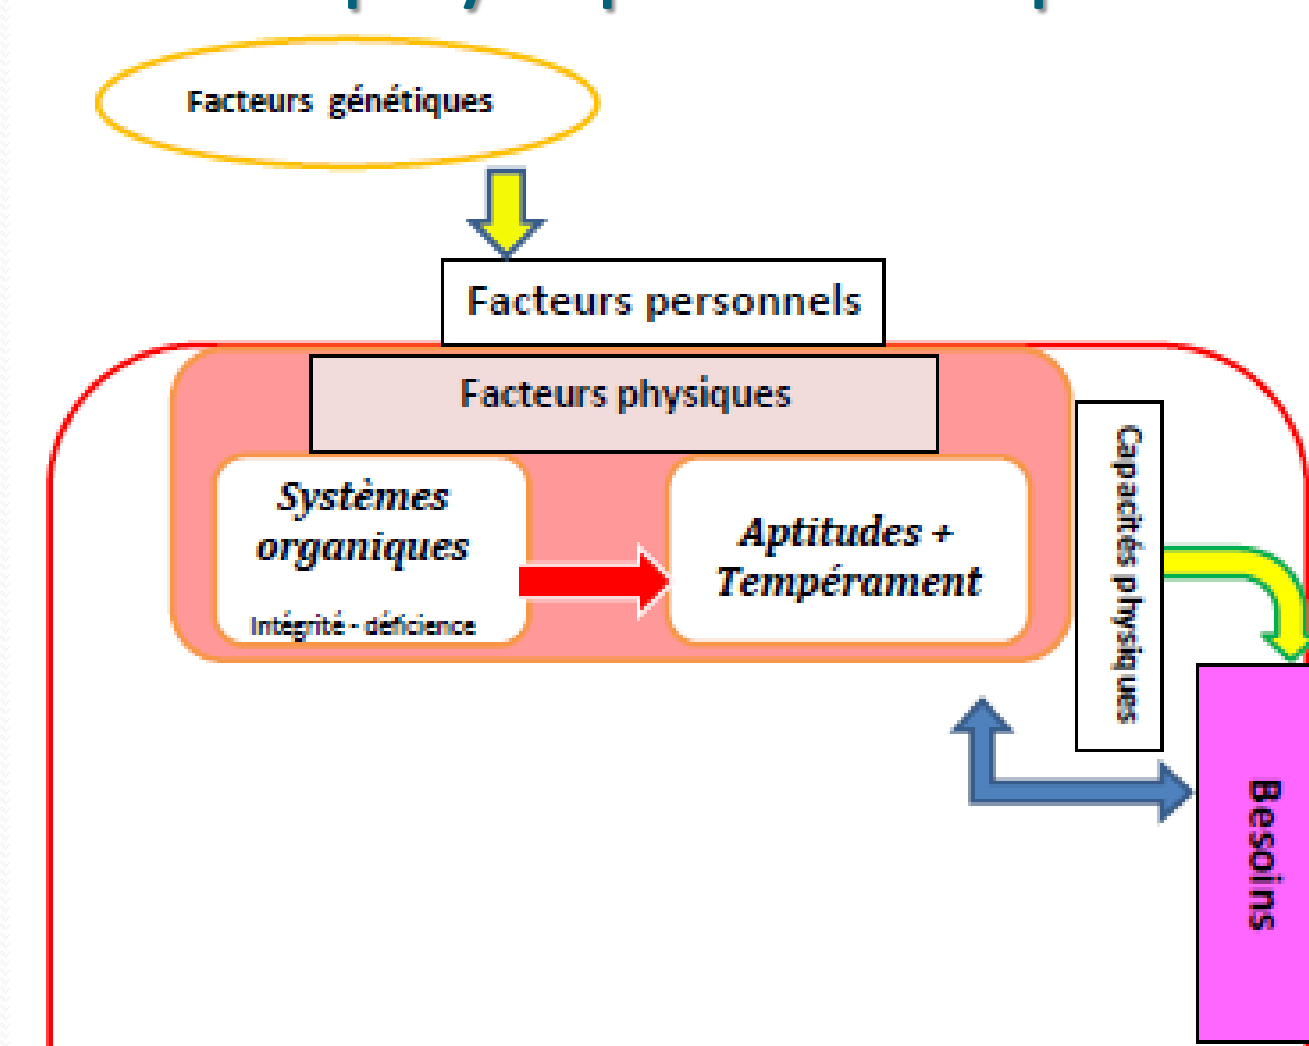 Facteurs génétiques
Facteurs personnels
Facteurs physiques
Systèmes
organiques
Intégrité - déficience
Aptitudes +
Tempérament
Capacités physiques
Besoins